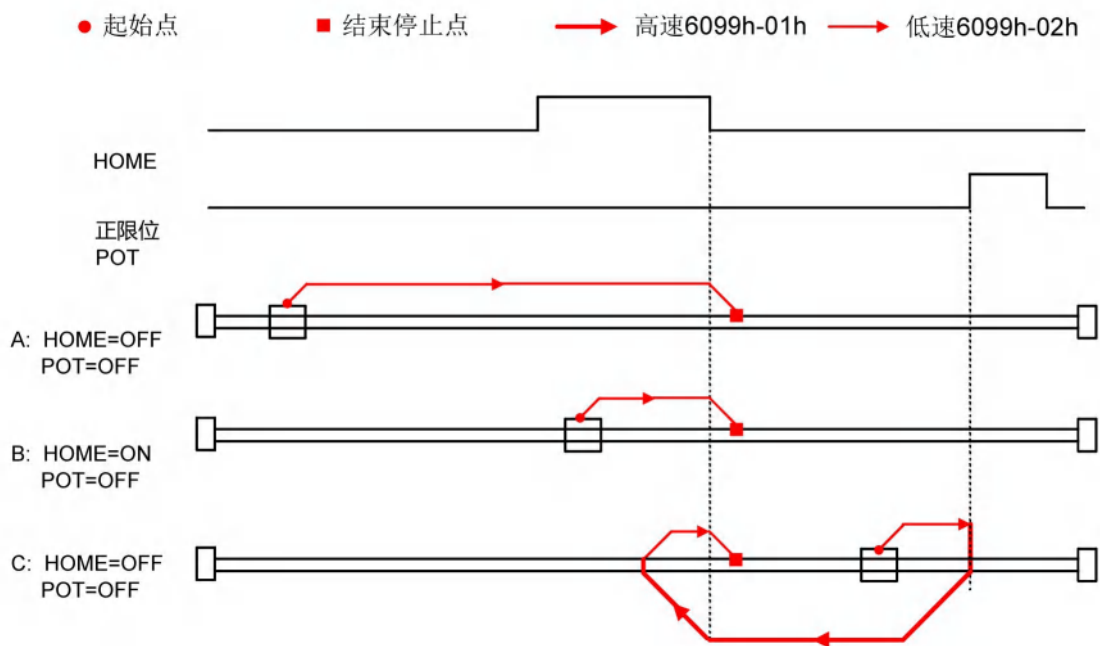 起始点
结束停止点
高速6099h-01h
低速6099h-02h
HOME
正限位
POT
A: HOME=OFF
POT=OFF
B: HOME=ON
POT=OFF
C: HOME=OFF
POT=OFF